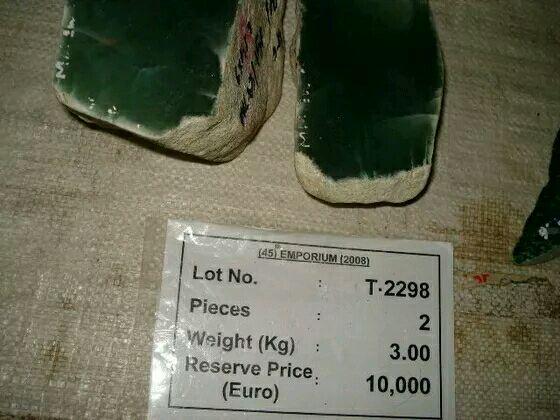 (45) EMPORIUM (2008)
Lot No. : T-2298
Pieces : 2
Weight (Kg) : 3.00
Reserve Price : 10,000
(Euro)